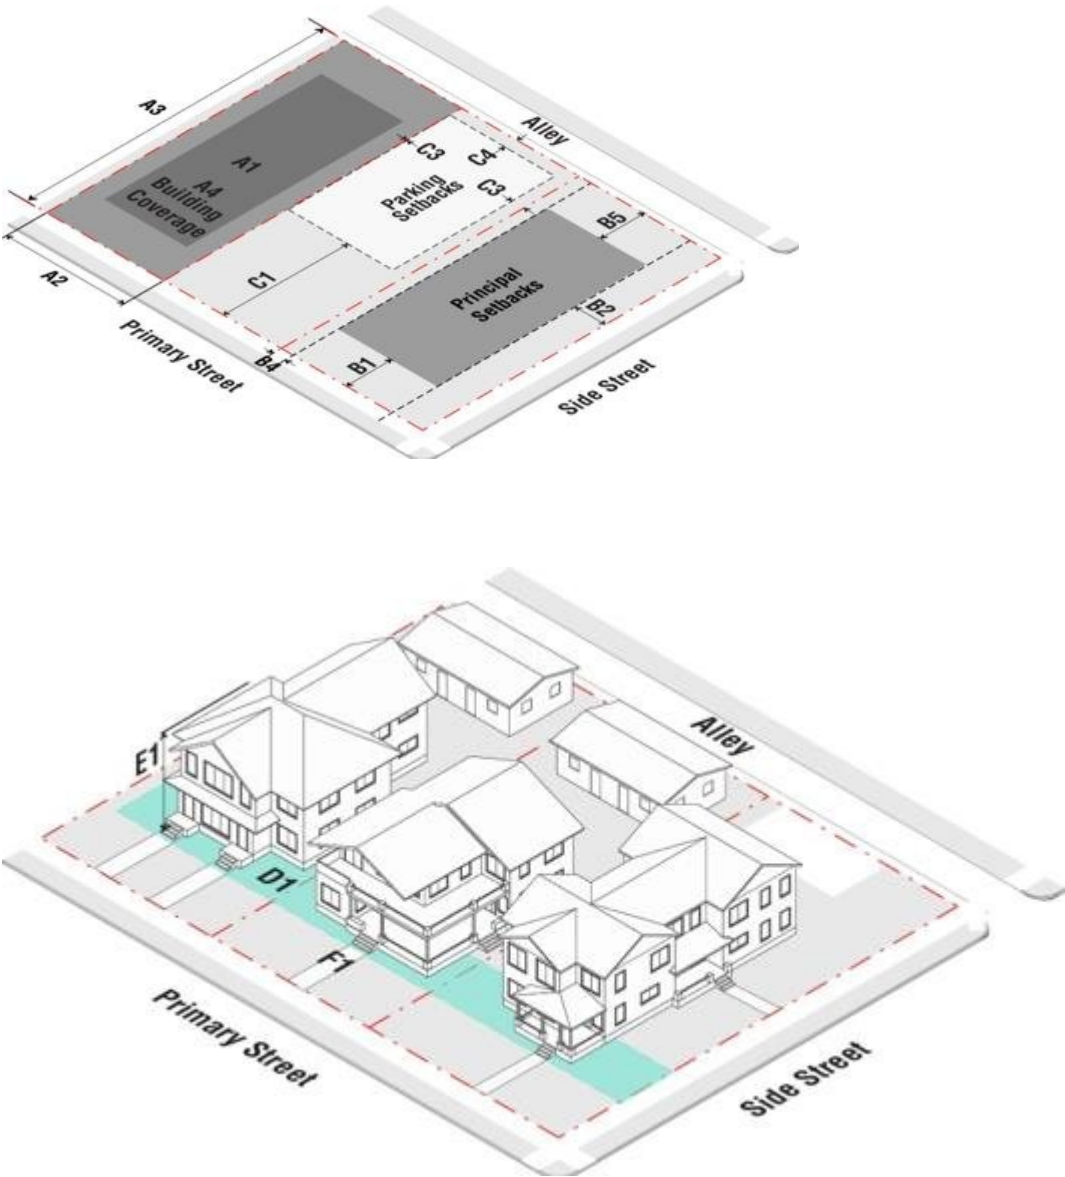 A3
Alley
A1
A4
Building
Coverage
C3
C4
Parking
Setbacks
C3
B5
A2
C1
Principal
Setbacks
B2
Primary Street
B4
B1
Side Street
Alley
E1
D1
F1
Primary Street
Side Street